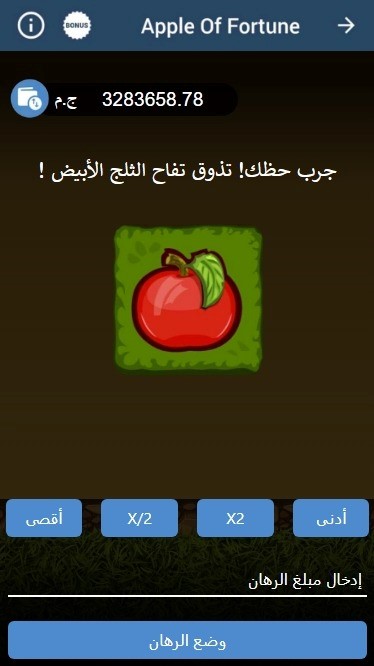 BONUS Apple Of Fortune
ج.م 3283658.78
جرب حظك! تذوق تفاح الثلج الأبيض !
أدنى X2 X/2 أقصى
إدخال مبلغ الرهان
وضع الرهان